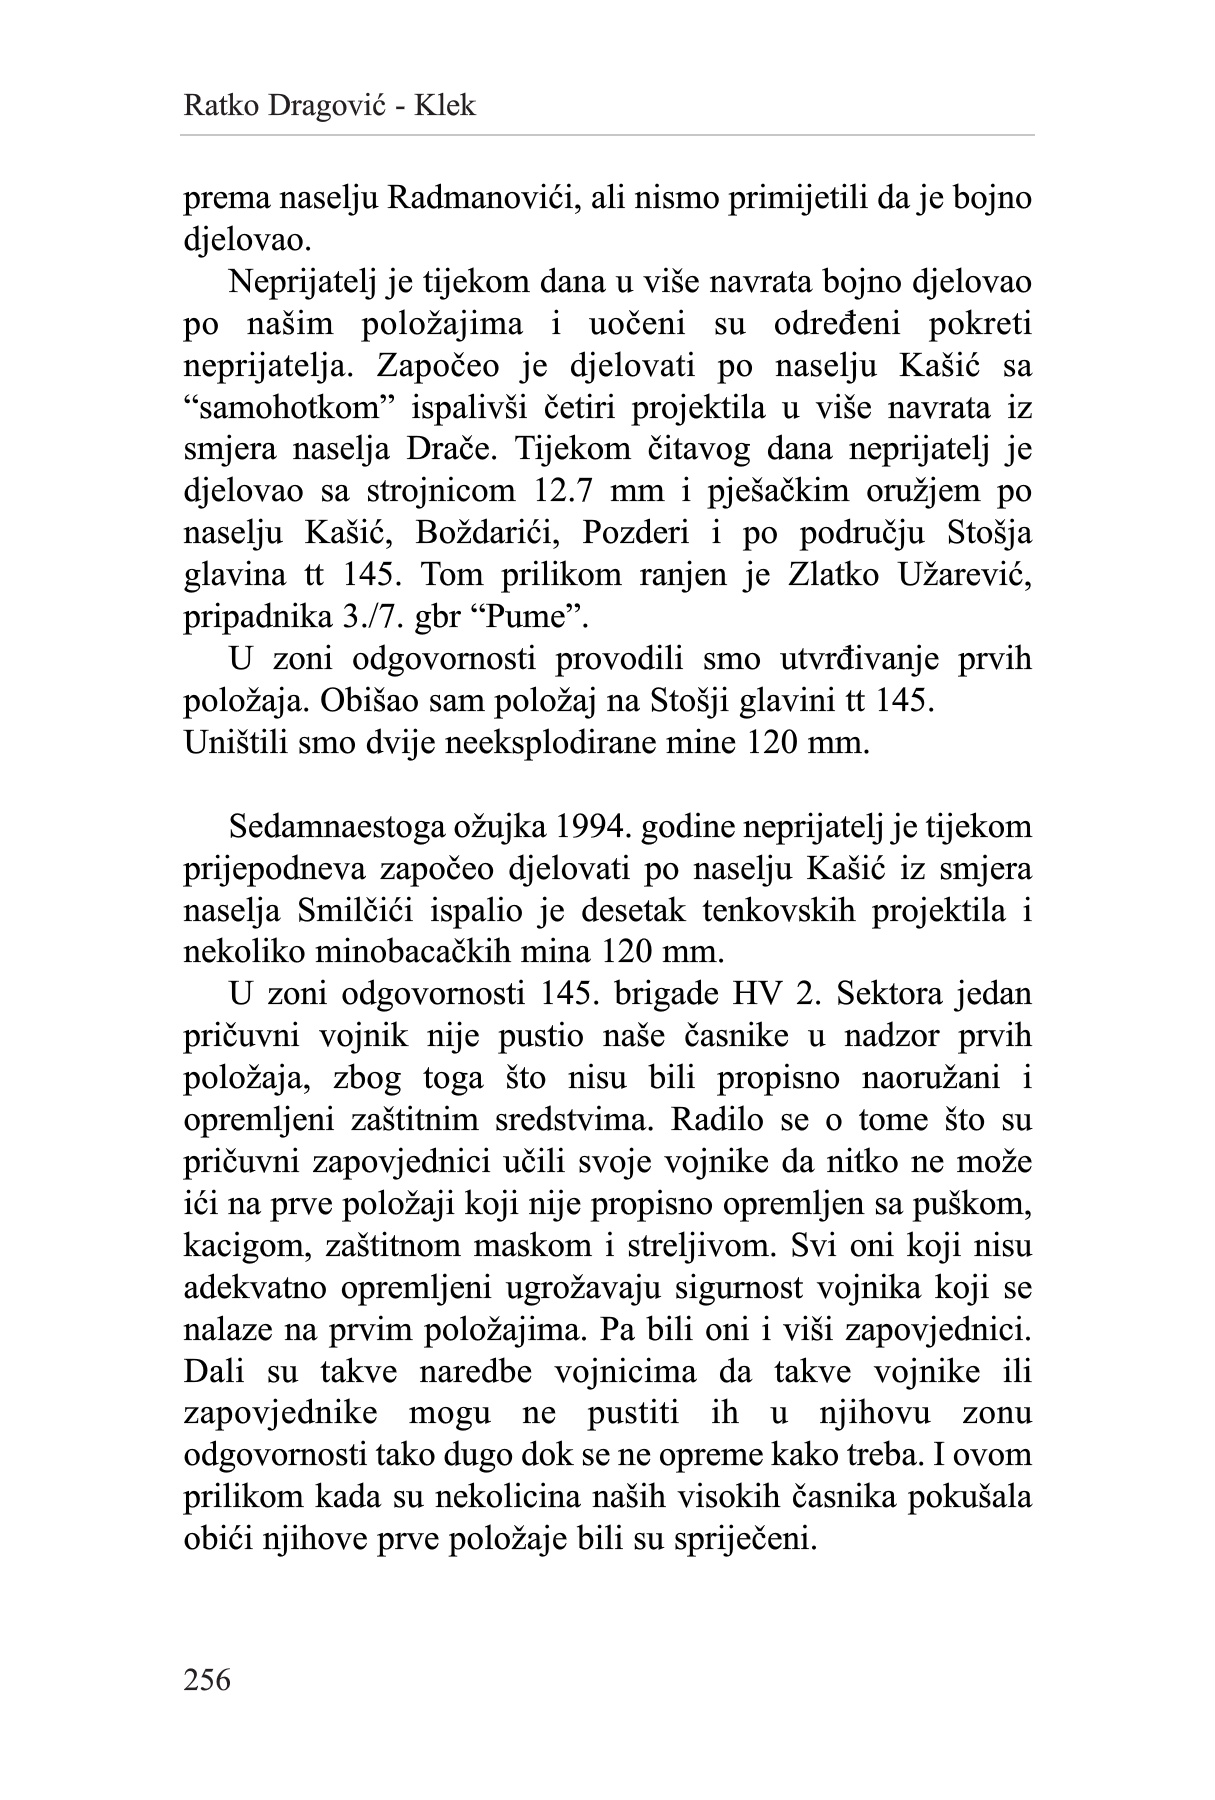 Ratko Dragović - Klek
prema naselju Radmanovići, ali nismo primijetili da je bojno
djelovao.
Neprijatelj je tijekom dana u više navrata bojno djelovao
po našim položajima i uočeni su određeni pokreti
neprijatelja. Započeo je djelovati po naselju Kašić sa
“samohotkom” ispalivši četiri projektila u više navrata iz
smjera naselja Drače. Tijekom čitavog dana neprijatelj je
djelovao sa strojnicom 12.7 mm i pješačkim oružjem po
naselju Kašić, Boždarići, Pozderi i po području Stošja
glavina tt 145. Tom prilikom ranjen je Zlatko Užarević,
pripadnika 3./7. gbr “Pume”.
U zoni odgovornosti provodili smo utvrđivanje prvih
položaja. Obišao sam položaj na Stošji glavini tt 145.
Uništili smo dvije neeksplodirane mine 120 mm.
Sedamnaestoga ožujka 1994. godine neprijatelj je tijekom
prijepodneva započeo djelovati po naselju Kašić iz smjera
naselja Smilčići ispalio je desetak tenkovskih projektila i
nekoliko minobacačkih mina 120 mm.
U zoni odgovornosti 145. brigade HV 2. Sektora jedan
pričuvni vojnik nije pustio naše časnike u nadzor prvih
položaja, zbog toga što nisu bili propisno naoružani i
opremljeni zaštitnim sredstvima. Radilo se o tome što su
pričuvni zapovjednici učili svoje vojnike da nitko ne može
ići na prve položaji koji nije propisno opremljen sa puškom,
kacigom, zaštitnom maskom i streljivom. Svi oni koji nisu
adekvatno opremljeni ugrožavaju sigurnost vojnika koji se
nalaze na prvim položajima. Pa bili oni i viši zapovjednici.
Dali su takve naredbe vojnicima da takve vojnike ili
zapovjednike mogu ne pustiti ih u njihovu zonu
odgovornosti tako dugo dok se ne opreme kako treba. I ovom
prilikom kada su nekolicina naših visokih časnika pokušala
obići njihove prve položaje bili su spriječeni.
256